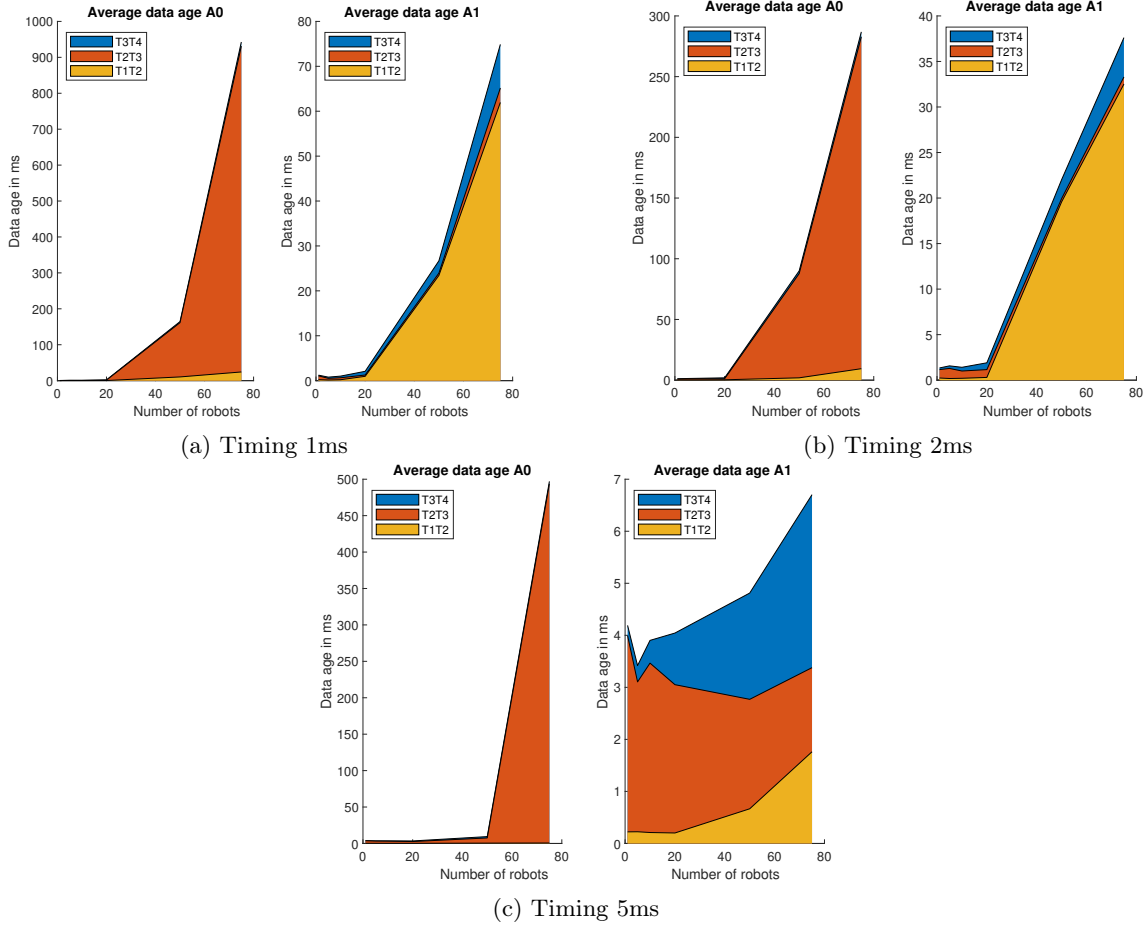 Average data age A0
1000
900
800
700
600
500
400
300
200
100
0
Data age in ms
T3T4
T2T3
T1T2
0 20 40 60 80
Number of robots
Average data age A1
80
70
60
50
40
30
20
10
0
Data age in ms
T3T4
T2T3
T1T2
0 20 40 60 80
Number of robots
(a) Timing 1ms
Average data age A0
300
250
200
150
100
50
0
Data age in ms
T3T4
T2T3
T1T2
0 20 40 60 80
Number of robots
Average data age A1
40
35
30
25
20
15
10
5
0
Data age in ms
T3T4
T2T3
T1T2
0 20 40 60 80
Number of robots
(b) Timing 2ms
Average data age A0
500
450
400
350
300
250
200
150
100
50
0
Data age in ms
T3T4
T2T3
T1T2
0 20 40 60 80
Number of robots
Average data age A1
7
6
5
4
3
2
1
0
Data age in ms
T3T4
T2T3
T1T2
0 20 40 60 80
Number of robots
(c) Timing 5ms